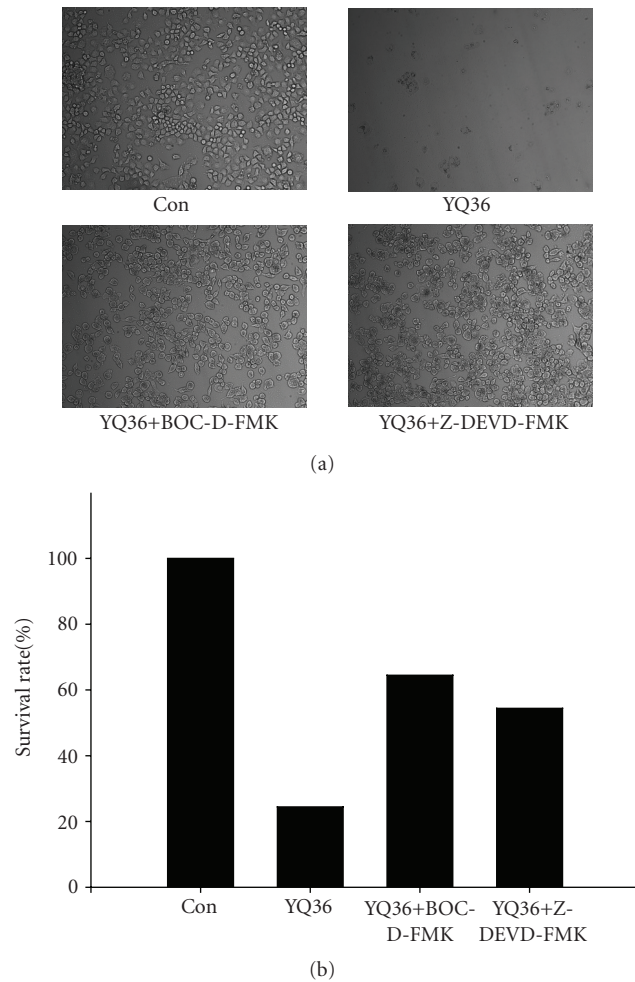 Con
YQ36
YQ36+BOC-D-FMK
YQ36+Z-DEVD-FMK
(a)
Survival rate(%)
100
80
60
40
20
0
Con
YQ36
YQ36+BOC-
D-FMK
YQ36+Z-
DEVD-FMK
(b)